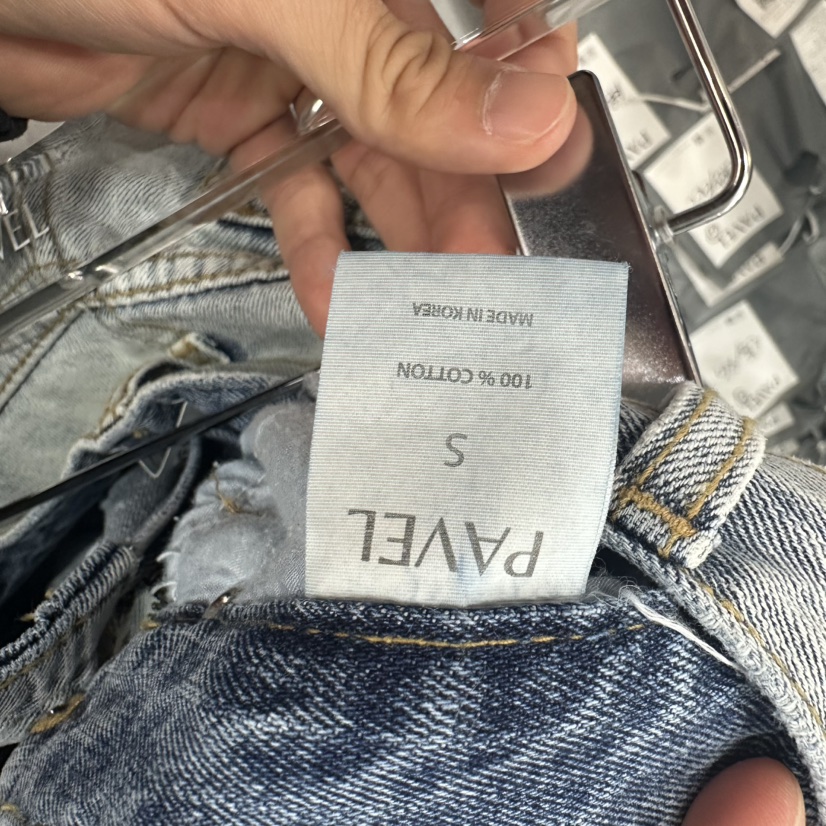 PAVEL
S
100 % COTTON
MADE IN KOREA